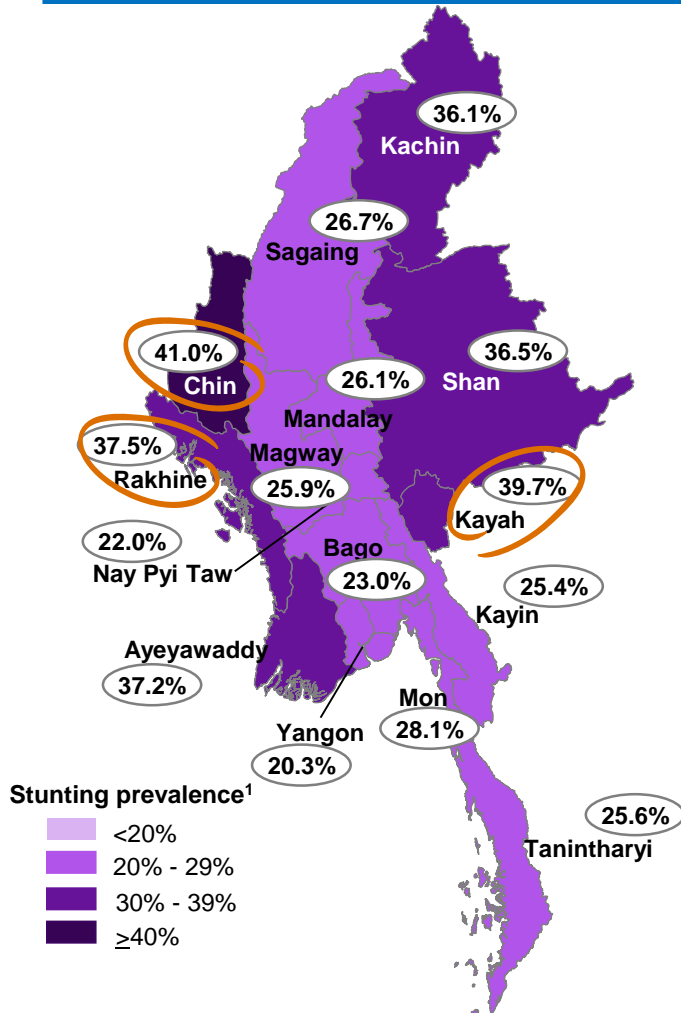 36.1%
Kachin
26.7%
Sagaing
41.0%
Chin
36.5%
Shan
26.1%
Mandalay
37.5%
Rakhine
Magway
25.9%
39.7%
Kayah
22.0%
Nay Pyi Taw
Bago
23.0%
25.4%
Kayin
Ayeyawaddy
37.2%
Mon
28.1%
Yangon
20.3%
25.6%
Tanintharyi
Stunting prevalence¹
<20%
20% - 29%
30% - 39%
≥40%